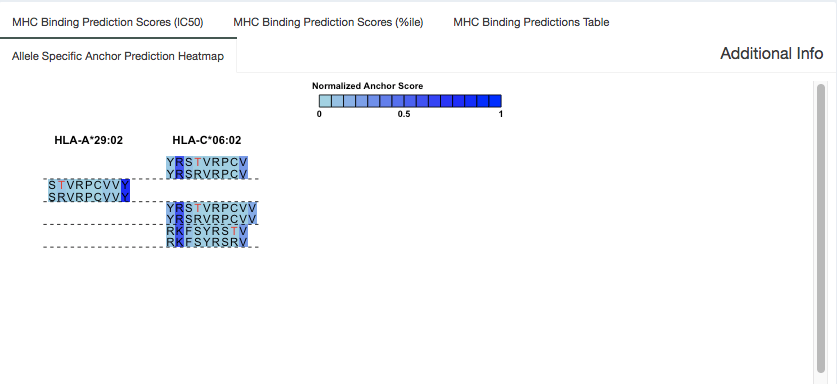 MHC Binding Prediction Scores (IC50) MHC Binding Prediction Scores (%ile) MHC Binding Predictions Table
Allele Specific Anchor Prediction Heatmap
Additional Info
Normalized Anchor Score
0 0.5 1
HLA-A*29:02 HLA-C*06:02
YRSTVRPCV
YRSRVRPCV
STVRPCVVY
SRVRPCVVY
YRSTVRPCVV
YRSRVRPCVV
RKFSYRSTV
RKFSYRSRV